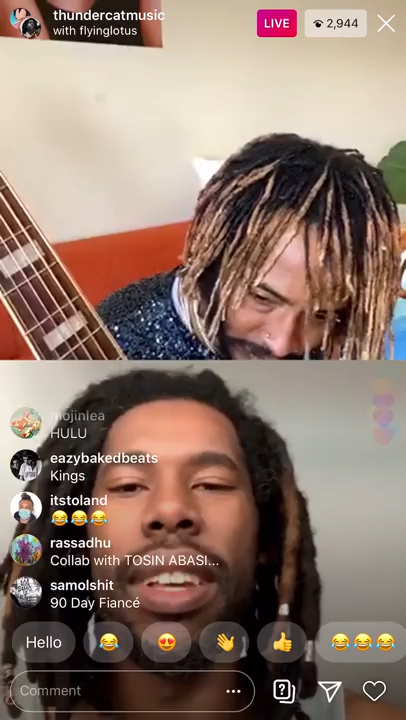 thundercatmusic
with flyinglotus
LIVE
2,944
mojinlea
HULU
eazybakedbeats
Kings
itstoland
😂😂😂
rassadhu
Collab with TOSIN ABASI...
samolshit
90 Day Fiancé
Hello 😂 😍 👋 👍 😂😂😂
Comment